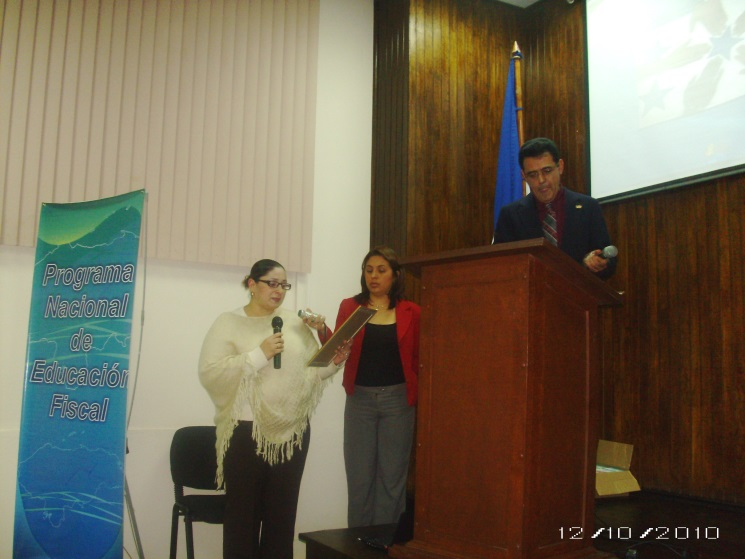 Programa
Nacional
de
Educación
Fiscal
12/10/2010